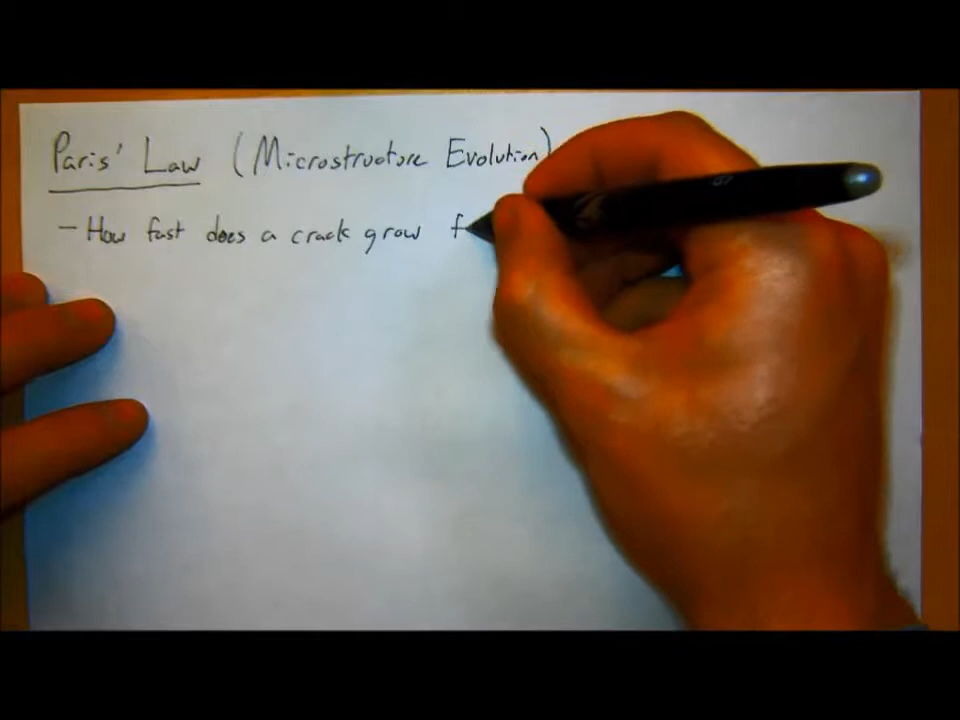 Paris' Law (Microstructure Evolution)
- How fast does a crack grow f